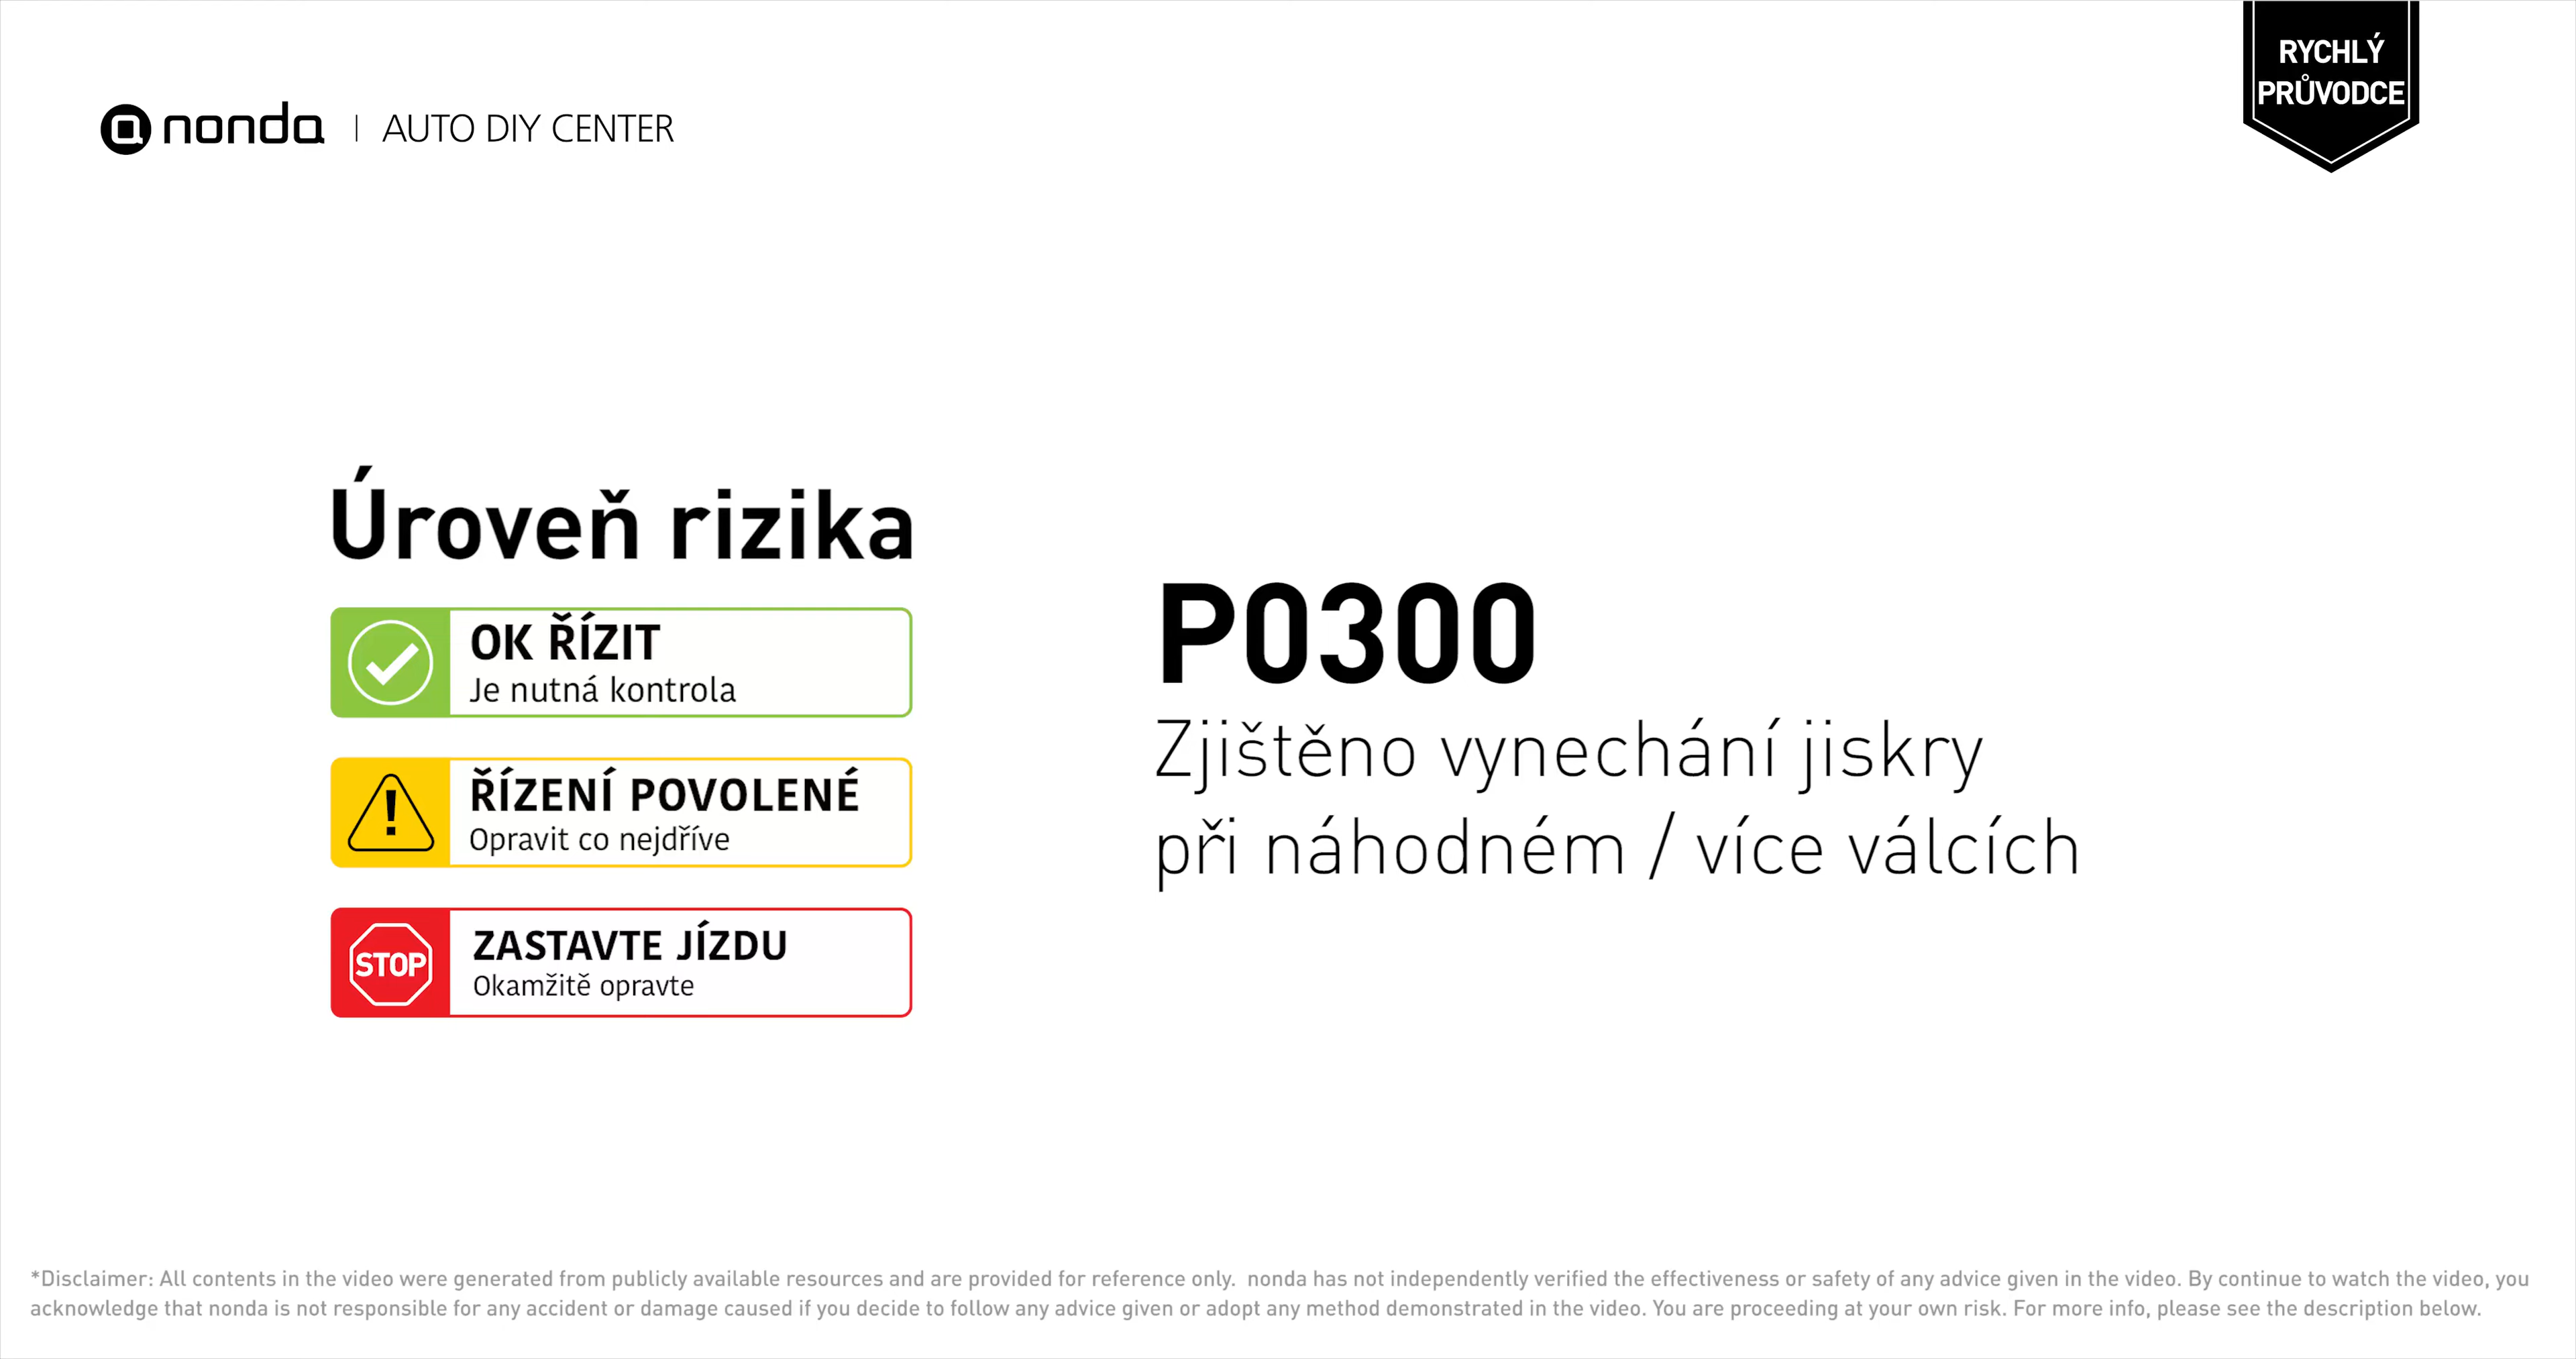 nonda | AUTO DIY CENTER
RYCHLÝ
PRŮVODCE
Úroveň rizika
OK ŘÍZIT
Je nutná kontrola
ŘÍZENÍ POVOLENÉ
Opravit co nejdříve
STOP
ZASTAVTE JÍZDU
Okamžitě opravte
P0300
Zjištěno vynechání jiskry
při náhodném / více válcích
*Disclaimer: All contents in the video were generated from publicly available resources and are provided for reference only. nonda has not independently verified the effectiveness or safety of any advice given in the video. By continue to watch the video, you
acknowledge that nonda is not responsible for any accident or damage caused if you decide to follow any advice given or adopt any method demonstrated in the video. You are proceeding at your own risk. For more info, please see the description below.